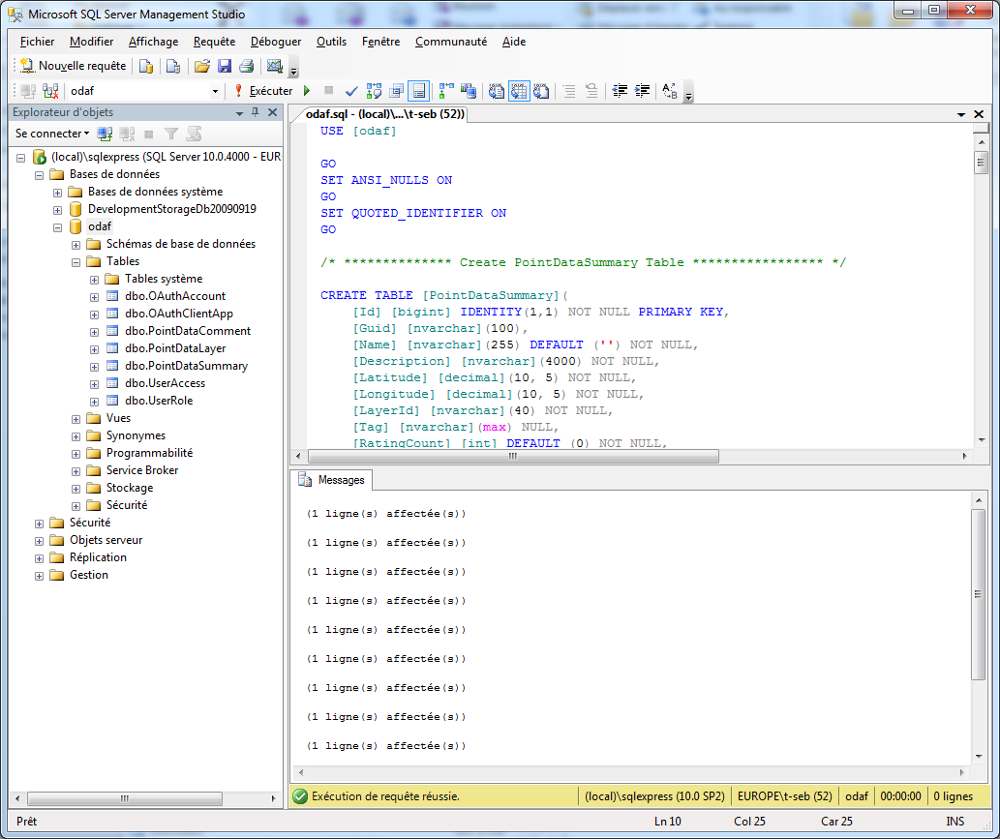 Microsoft SQL Server Management Studio
Fichier Modifier Affichage Requête Déboguer Outils Fenêtre Communauté Aide
Nouvelle requête
odaf Exécuter
Explorateur d'objets
Se connecter
(local)\sqlexpress (SQL Server 10.0.4000 - EUR
Bases de données
Bases de données système
DevelopmentStorageDb20090919
odaf
Schémas de base de données
Tables
Tables système
dbo.OAuthAccount
dbo.OAuthClientApp
dbo.PointDataComment
dbo.PointDataLayer
dbo.PointDataSummary
dbo.UserAccess
dbo.UserRole
Vues
Synonymes
Programmabilité
Service Broker
Stockage
Sécurité
Sécurité
Objets serveur
Réplication
Gestion
odaf.sql - (local)\...\t-seb (52))
USE [odaf]
GO
SET ANSI_NULLS ON
GO
SET QUOTED_IDENTIFIER ON
GO
/* ************** Create PointDataSummary Table ***************** */
CREATE TABLE [PointDataSummary](
[Id] [bigint] IDENTITY(1,1) NOT NULL PRIMARY KEY,
[Guid] [nvarchar](100),
[Name] [nvarchar](255) DEFAULT ('') NOT NULL,
[Description] [nvarchar](4000) NOT NULL,
[Latitude] [decimal](10, 5) NOT NULL,
[Longitude] [decimal](10, 5) NOT NULL,
[LayerId] [nvarchar](40) NOT NULL,
[Tag] [nvarchar](max) NULL,
[RatingCount] [int] DEFAULT (0) NOT NULL,
Messages
(1 ligne(s) affectée(s))
(1 ligne(s) affectée(s))
(1 ligne(s) affectée(s))
(1 ligne(s) affectée(s))
(1 ligne(s) affectée(s))
(1 ligne(s) affectée(s))
(1 ligne(s) affectée(s))
(1 ligne(s) affectée(s))
(1 ligne(s) affectée(s))
Exécution de requête réussie. (local)\sqlexpress (10.0 SP2) EUROPE\t-seb (52) odaf 00:00:00 0 lignes
Prêt Ln 10 Col 25 Car 25 INS